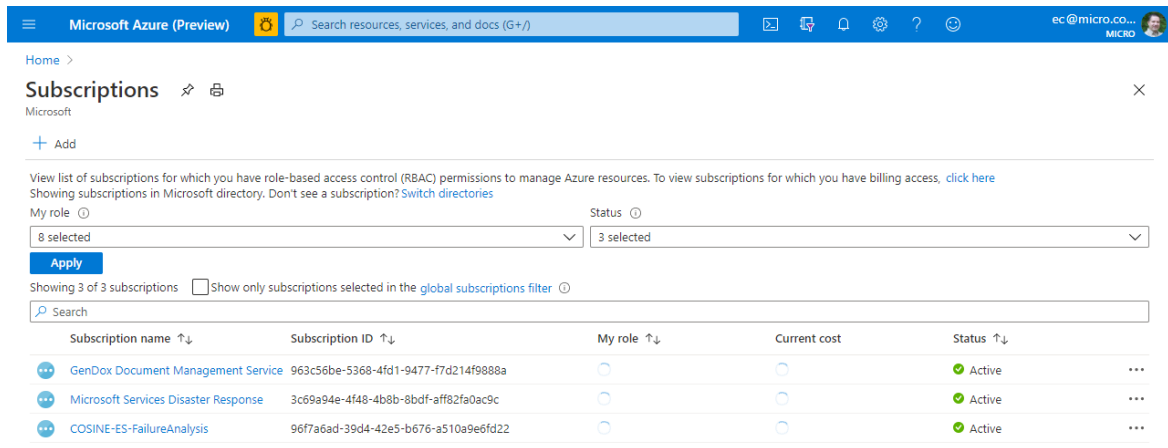 Microsoft Azure (Preview)
Search resources, services, and docs (G+/)
ec@micro.co...
MICRO
Home >
Subscriptions
Microsoft
+ Add
View list of subscriptions for which you have role-based access control (RBAC) permissions to manage Azure resources. To view subscriptions for which you have billing access, click here
Showing subscriptions in Microsoft directory. Don't see a subscription? Switch directories
My role Status
8 selected 3 selected
Apply
Showing 3 of 3 subscriptions Show only subscriptions selected in the global subscriptions filter
Search
Subscription name ↑↓ Subscription ID ↑↓ My role ↑↓ Current cost Status ↑↓
GenDox Document Management Service 963c56be-5368-4fd1-9477-f7d214f9888a Active ...
Microsoft Services Disaster Response 3c69a94e-4f48-4b8b-8bdf-aff82fa0ac9c Active ...
COSINE-ES-FailureAnalysis 96f7a6ad-39d4-42e5-b676-a510a9e6fd22 Active ...